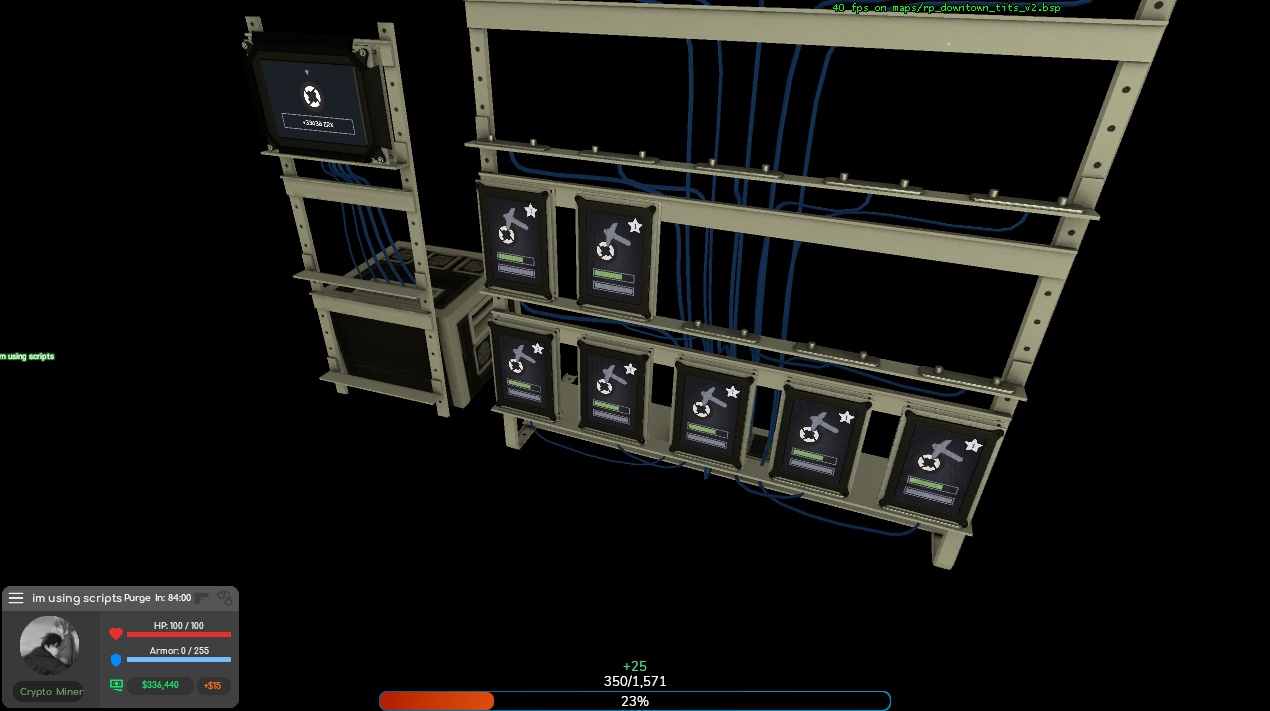 40 fps on maps/rp_downtown_tits_v2.bsp
im using scripts
im using scripts Purge In: 84:00
HP: 100 / 100
Armor: 0 / 255
Crypto Miner
$336,440
+$15
+25
350/1,571
23%